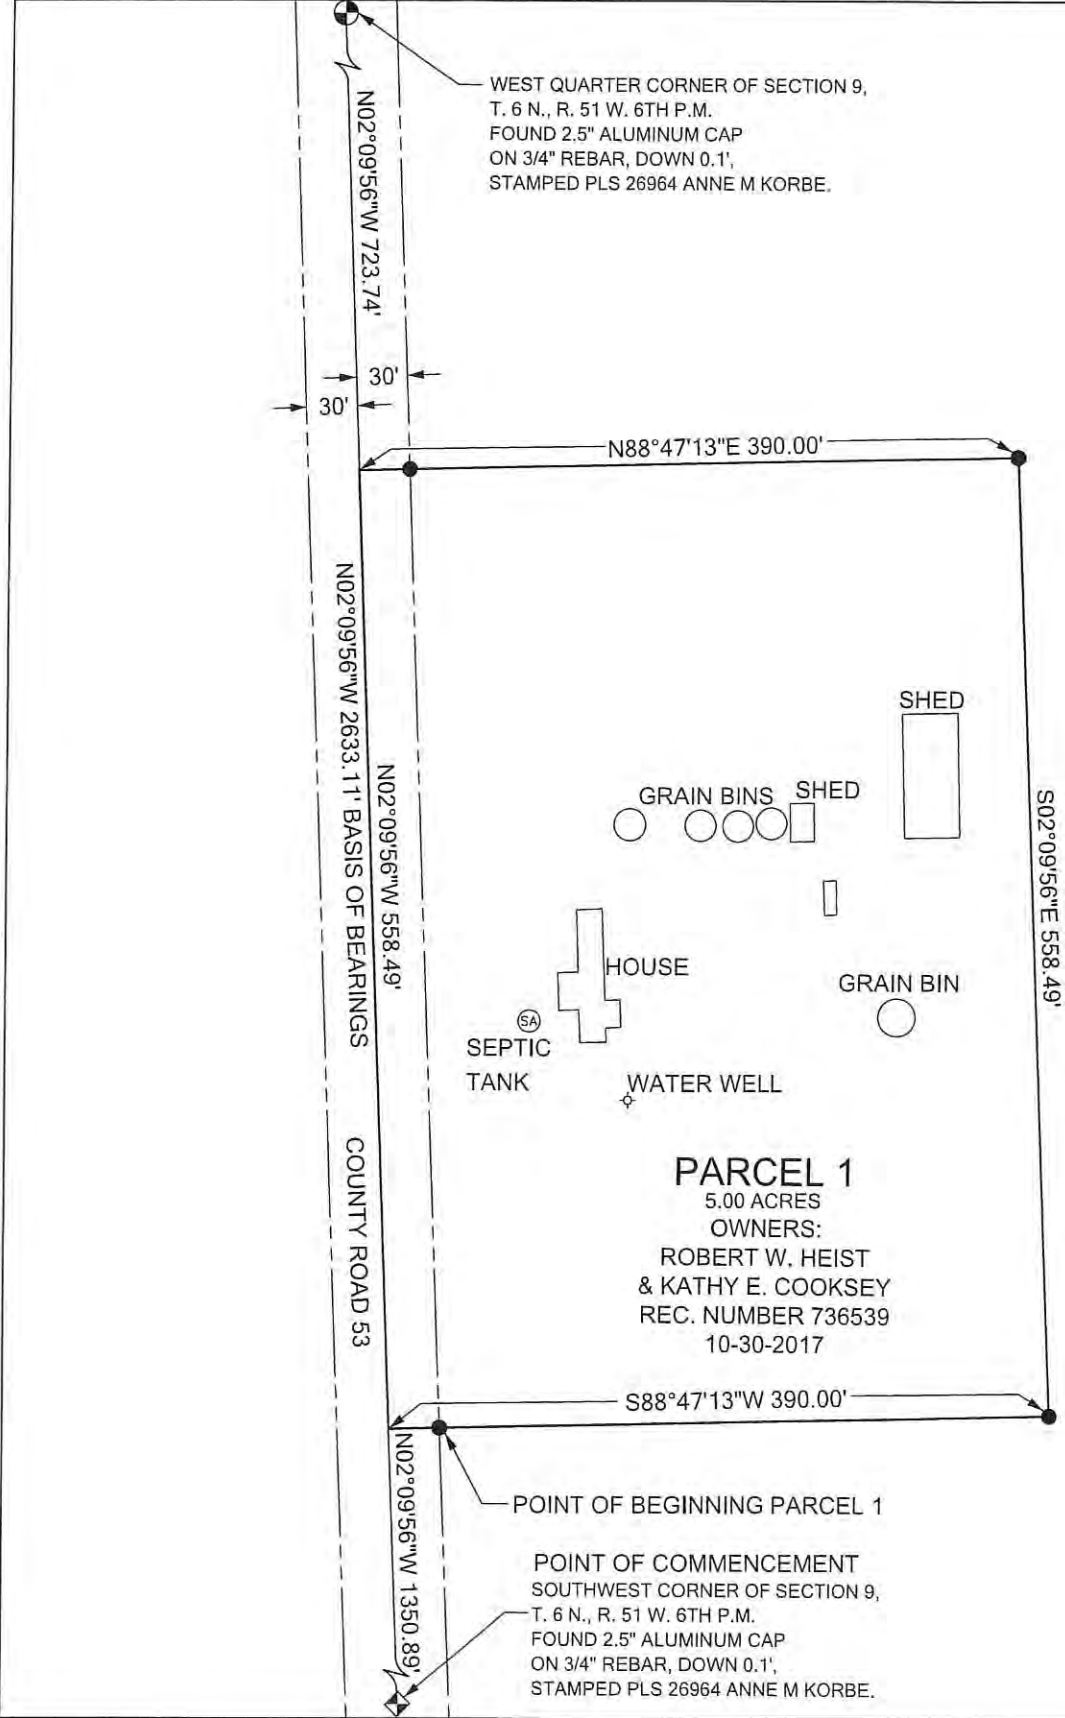 WEST QUARTER CORNER OF SECTION 9,
T. 6 N., R. 51 W. 6TH P.M.
FOUND 2.5" ALUMINUM CAP
ON 3/4" REBAR, DOWN 0.1',
STAMPED PLS 26964 ANNE M KORBE.
N02°09'56"W 723.74'
30'
30'
N88°47'13"E 390.00'
N02°09'56"W 2633.11' BASIS OF BEARINGS
N02°09'56"W 558.49'
SHED
GRAIN BINS
SHED
S02°09'56"E 558.49'
HOUSE
GRAIN BIN
SA
SEPTIC
TANK
WATER WELL
COUNTY ROAD 53
PARCEL 1
5.00 ACRES
OWNERS:
ROBERT W. HEIST
& KATHY E. COOKSEY
REC. NUMBER 736539
10-30-2017
S88°47'13"W 390.00'
N02°09'56"W 1350.89'
POINT OF BEGINNING PARCEL 1
POINT OF COMMENCEMENT
SOUTHWEST CORNER OF SECTION 9,
T. 6 N., R. 51 W. 6TH P.M.
FOUND 2.5" ALUMINUM CAP
ON 3/4" REBAR, DOWN 0.1',
STAMPED PLS 26964 ANNE M KORBE.